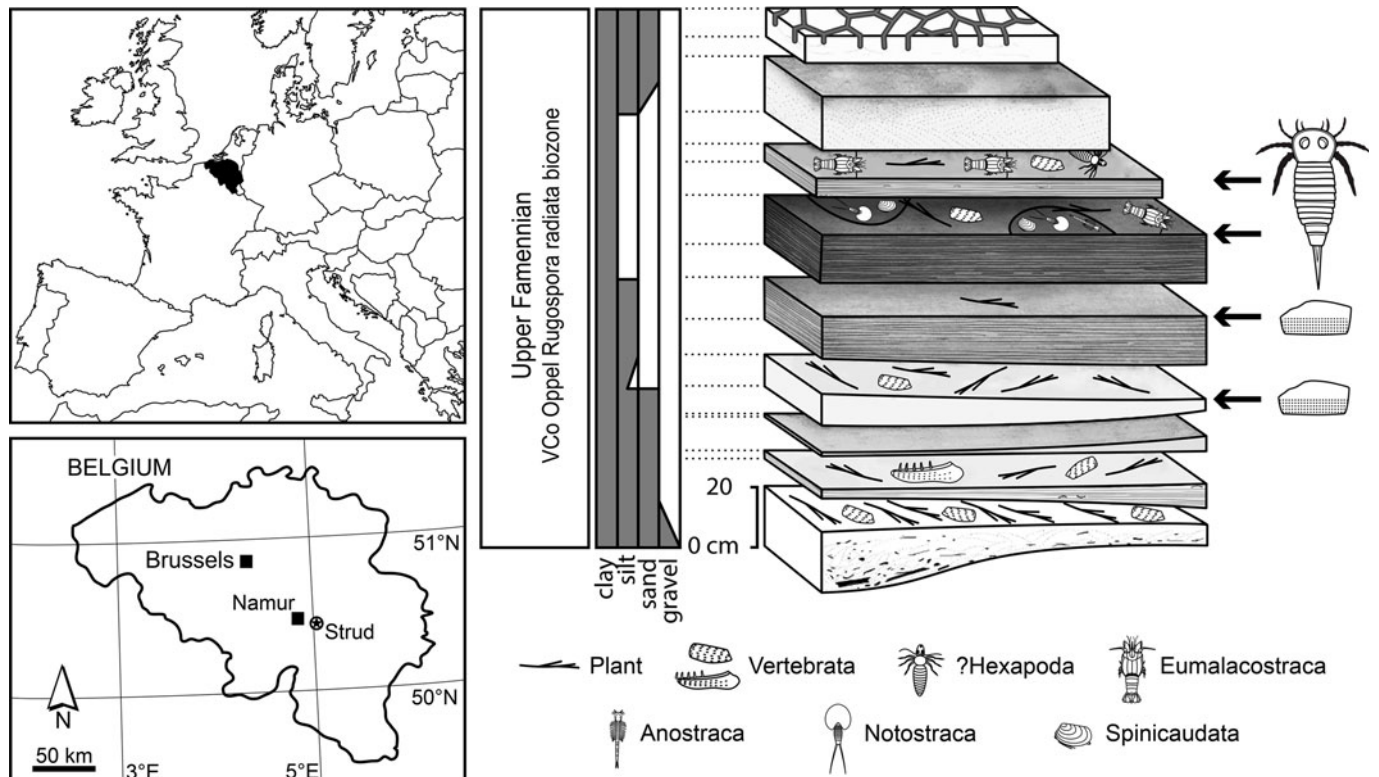 BELGIUM
51°N
Brussels
Namur
Strud
50°N
N
50 km
3°E
5°E
Upper Famennian
VCo Oppel Rugospora radiata biozone
20
0 cm
clay
silt
sand
gravel
Plant
Vertebrata
?Hexapoda
Eumalacostraca
Anostraca
Notostraca
Spinicaudata